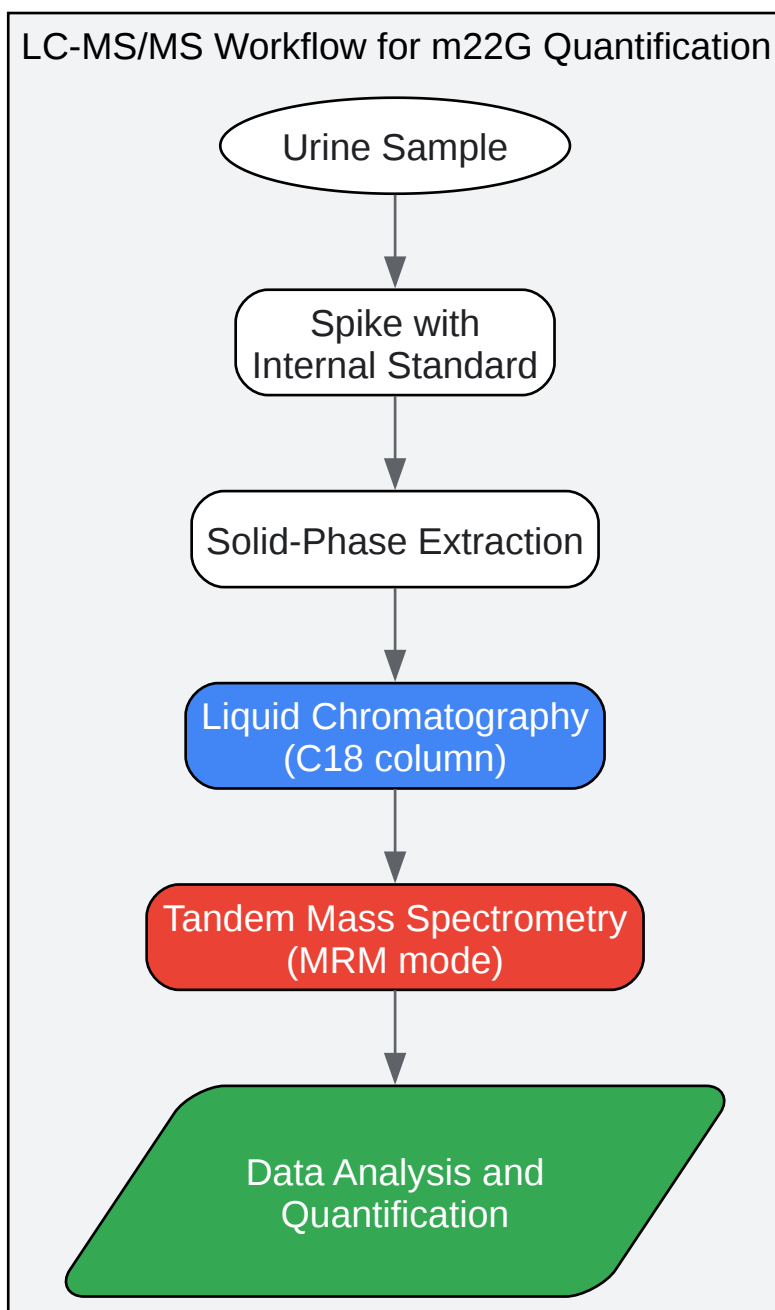 LC-MS/MS Workflow for m22G Quantification
Urine Sample
Spike with
Internal Standard
Solid-Phase Extraction
Liquid Chromatography
(C18 column)
Tandem Mass Spectrometry
(MRM mode)
Data Analysis and
Quantification